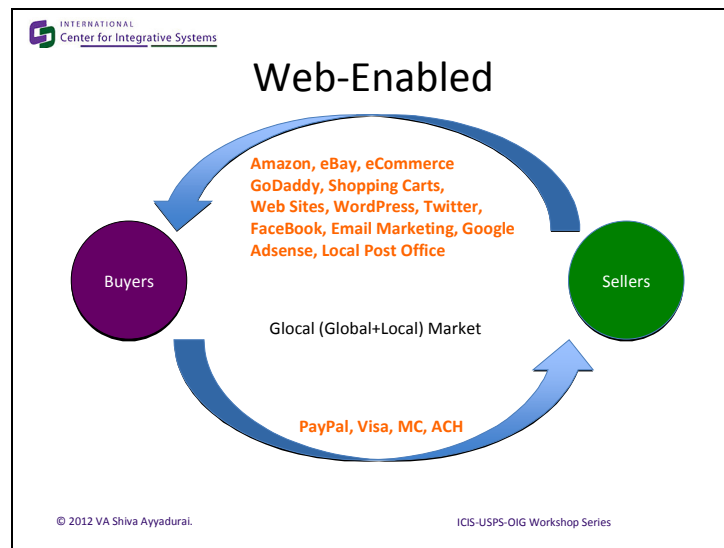 INTERNATIONAL
Center for Integrative Systems
Web-Enabled
Amazon, eBay, eCommerce
GoDaddy, Shopping Carts,
Web Sites, WordPress, Twitter,
FaceBook, Email Marketing, Google
Adsense, Local Post Office
Buyers
Sellers
Glocal (Global+Local) Market
PayPal, Visa, MC, ACH
© 2012 VA Shiva Ayyadurai.
ICIS-USPS-OIG Workshop Series